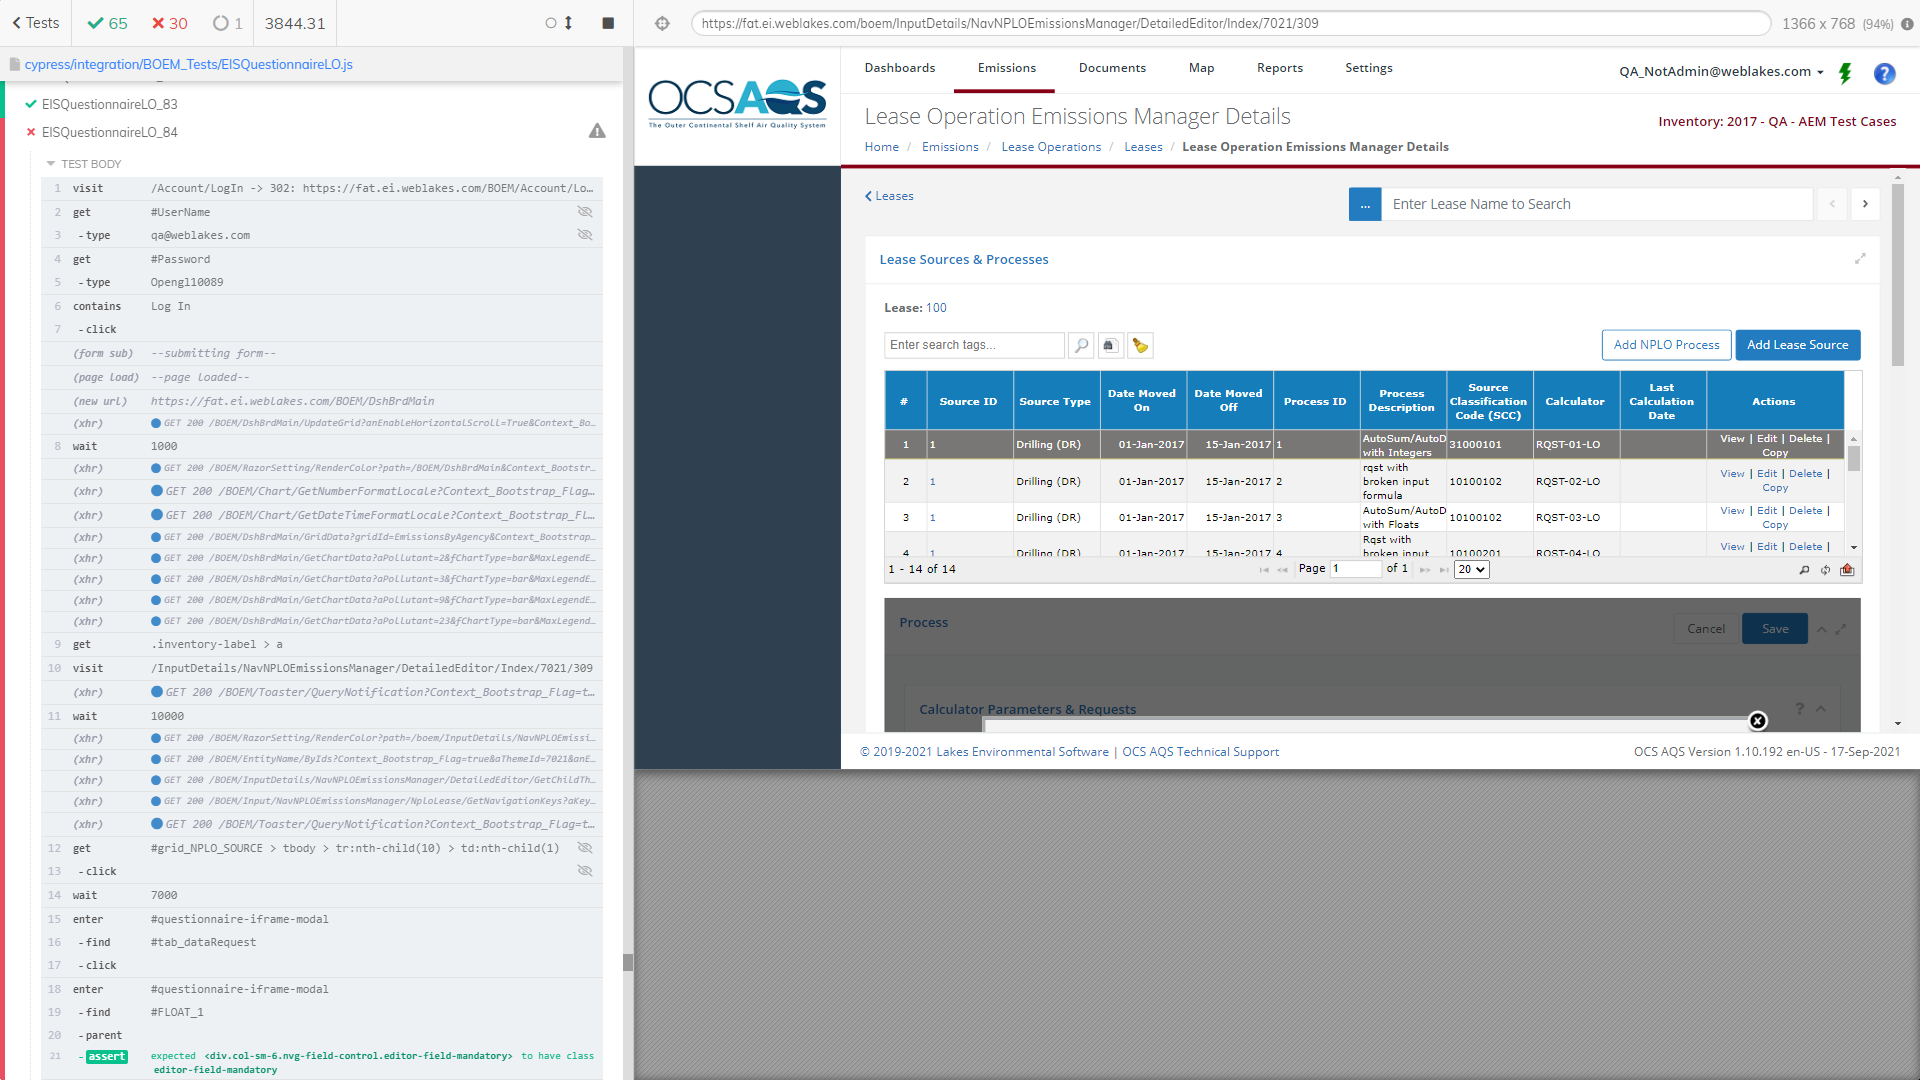 Tests
65
30
1
3844.31
cypress/integration/BOEM_Tests/EISQuestionnaireLO.js
EISQuestionnaireLO_83
EISQuestionnaireLO_84
TEST BODY
1 visit /Account/LogIn -> 302: https://fat.ei.weblakes.com/BOEM/Account/Lo...
2 get #UserName
3 -type qa@weblakes.com
4 get #Password
5 -type Opengl10089
6 contains Log In
7 -click
(form sub) --submitting form--
(page load) --page loaded--
(new url) https://fat.ei.weblakes.com/BOEM/DshBrdMain
(xhr) GET 200 /BOEM/DshBrdMain/UpdateGrid?anEnableHorizontalScroll=True&Context_Bo...
8 wait 1000
(xhr) GET 200 /BOEM/RazorSetting/RenderColor?path=/BOEM/DshBrdMain&Context_Bootstr...
(xhr) GET 200 /BOEM/Chart/GetNumberFormatLocale?Context_Bootstrap_Flag...
(xhr) GET 200 /BOEM/Chart/GetDateTimeFormatLocale?Context_Bootstrap_Fl...
(xhr) GET 200 /BOEM/DshBrdMain/GridData?gridId=EmissionsByAgency&Context_Bootstrap...
(xhr) GET 200 /BOEM/DshBrdMain/GetChartData?aPollutant=2&fChartType=bar&MaxLegendE...
(xhr) GET 200 /BOEM/DshBrdMain/GetChartData?aPollutant=3&fChartType=bar&MaxLegendE...
(xhr) GET 200 /BOEM/DshBrdMain/GetChartData?aPollutant=9&fChartType=bar&MaxLegendE...
(xhr) GET 200 /BOEM/DshBrdMain/GetChartData?aPollutant=23&fChartType=bar&MaxLegend...
9 get .inventory-label > a
10 visit /InputDetails/NavNPLOEmissionsManager/DetailedEditor/Index/7021/309
(xhr) GET 200 /BOEM/Toaster/QueryNotification?Context_Bootstrap_Flag=t...
11 wait 10000
(xhr) GET 200 /BOEM/RazorSetting/RenderColor?path=/boem/InputDetails/NavNPLOEmissi...
(xhr) GET 200 /BOEM/EntityName/ByIds?Context_Bootstrap_Flag=true&aThemeId=7021&anE...
(xhr) GET 200 /BOEM/InputDetails/NavNPLOEmissionsManager/DetailedEditor/GetChildTh...
(xhr) GET 200 /BOEM/Input/NavNPLOEmissionsManager/NploLease/GetNavigationKeys?aKey...
(xhr) GET 200 /BOEM/Toaster/QueryNotification?Context_Bootstrap_Flag=t...
12 get #grid_NPLO_SOURCE > tbody > tr:nth-child(10) > td:nth-child(1)
13 -click
14 wait 7000
15 enter #questionnaire-iframe-modal
16 -find #tab_dataRequest
17 -click
18 enter #questionnaire-iframe-modal
19 -find #FLOAT_1
20 -parent
21 -assert expected <div.col-sm-6.nvg-field-control.editor-field-mandatory> to have class
editor-field-mandatory
https://fat.ei.weblakes.com/boem/InputDetails/NavNPLOEmissionsManager/DetailedEditor/Index/7021/309
1366 x 768 (94%)
OCSAQS
The Outer Continental Shelf Air Quality System
Dashboards Emissions Documents Map Reports Settings
QA_NotAdmin@weblakes.com
Lease Operation Emissions Manager Details
Inventory: 2017 - QA - AEM Test Cases
Home / Emissions / Lease Operations / Leases / Lease Operation Emissions Manager Details
Leases
... Enter Lease Name to Search
Lease Sources & Processes
Lease: 100
Enter search tags...
Add NPLO Process
Add Lease Source
# Source ID Source Type Date Moved On Date Moved Off Process ID Process Description Source Classification Code (SCC) Calculator Last Calculation Date Actions
1 1 Drilling (DR) 01-Jan-2017 15-Jan-2017 1 AutoSum/AutoD with Integers 31000101 RQST-01-LO View | Edit | Delete | Copy
2 1 Drilling (DR) 01-Jan-2017 15-Jan-2017 2 rqst with broken input formula 10100102 RQST-02-LO View | Edit | Delete | Copy
3 1 Drilling (DR) 01-Jan-2017 15-Jan-2017 3 AutoSum/AutoD with Floats 10100102 RQST-03-LO View | Edit | Delete | Copy
4 1 Drilling (DR) 01-Jan-2017 15-Jan-2017 4 Rqst with broken input 10100201 RQST-04-LO View | Edit | Delete |
1 - 14 of 14
Page 1 of 1 20
Process
Cancel
Save
Calculator Parameters & Requests
?
© 2019-2021 Lakes Environmental Software | OCS AQS Technical Support
OCS AQS Version 1.10.192 en-US - 17-Sep-2021